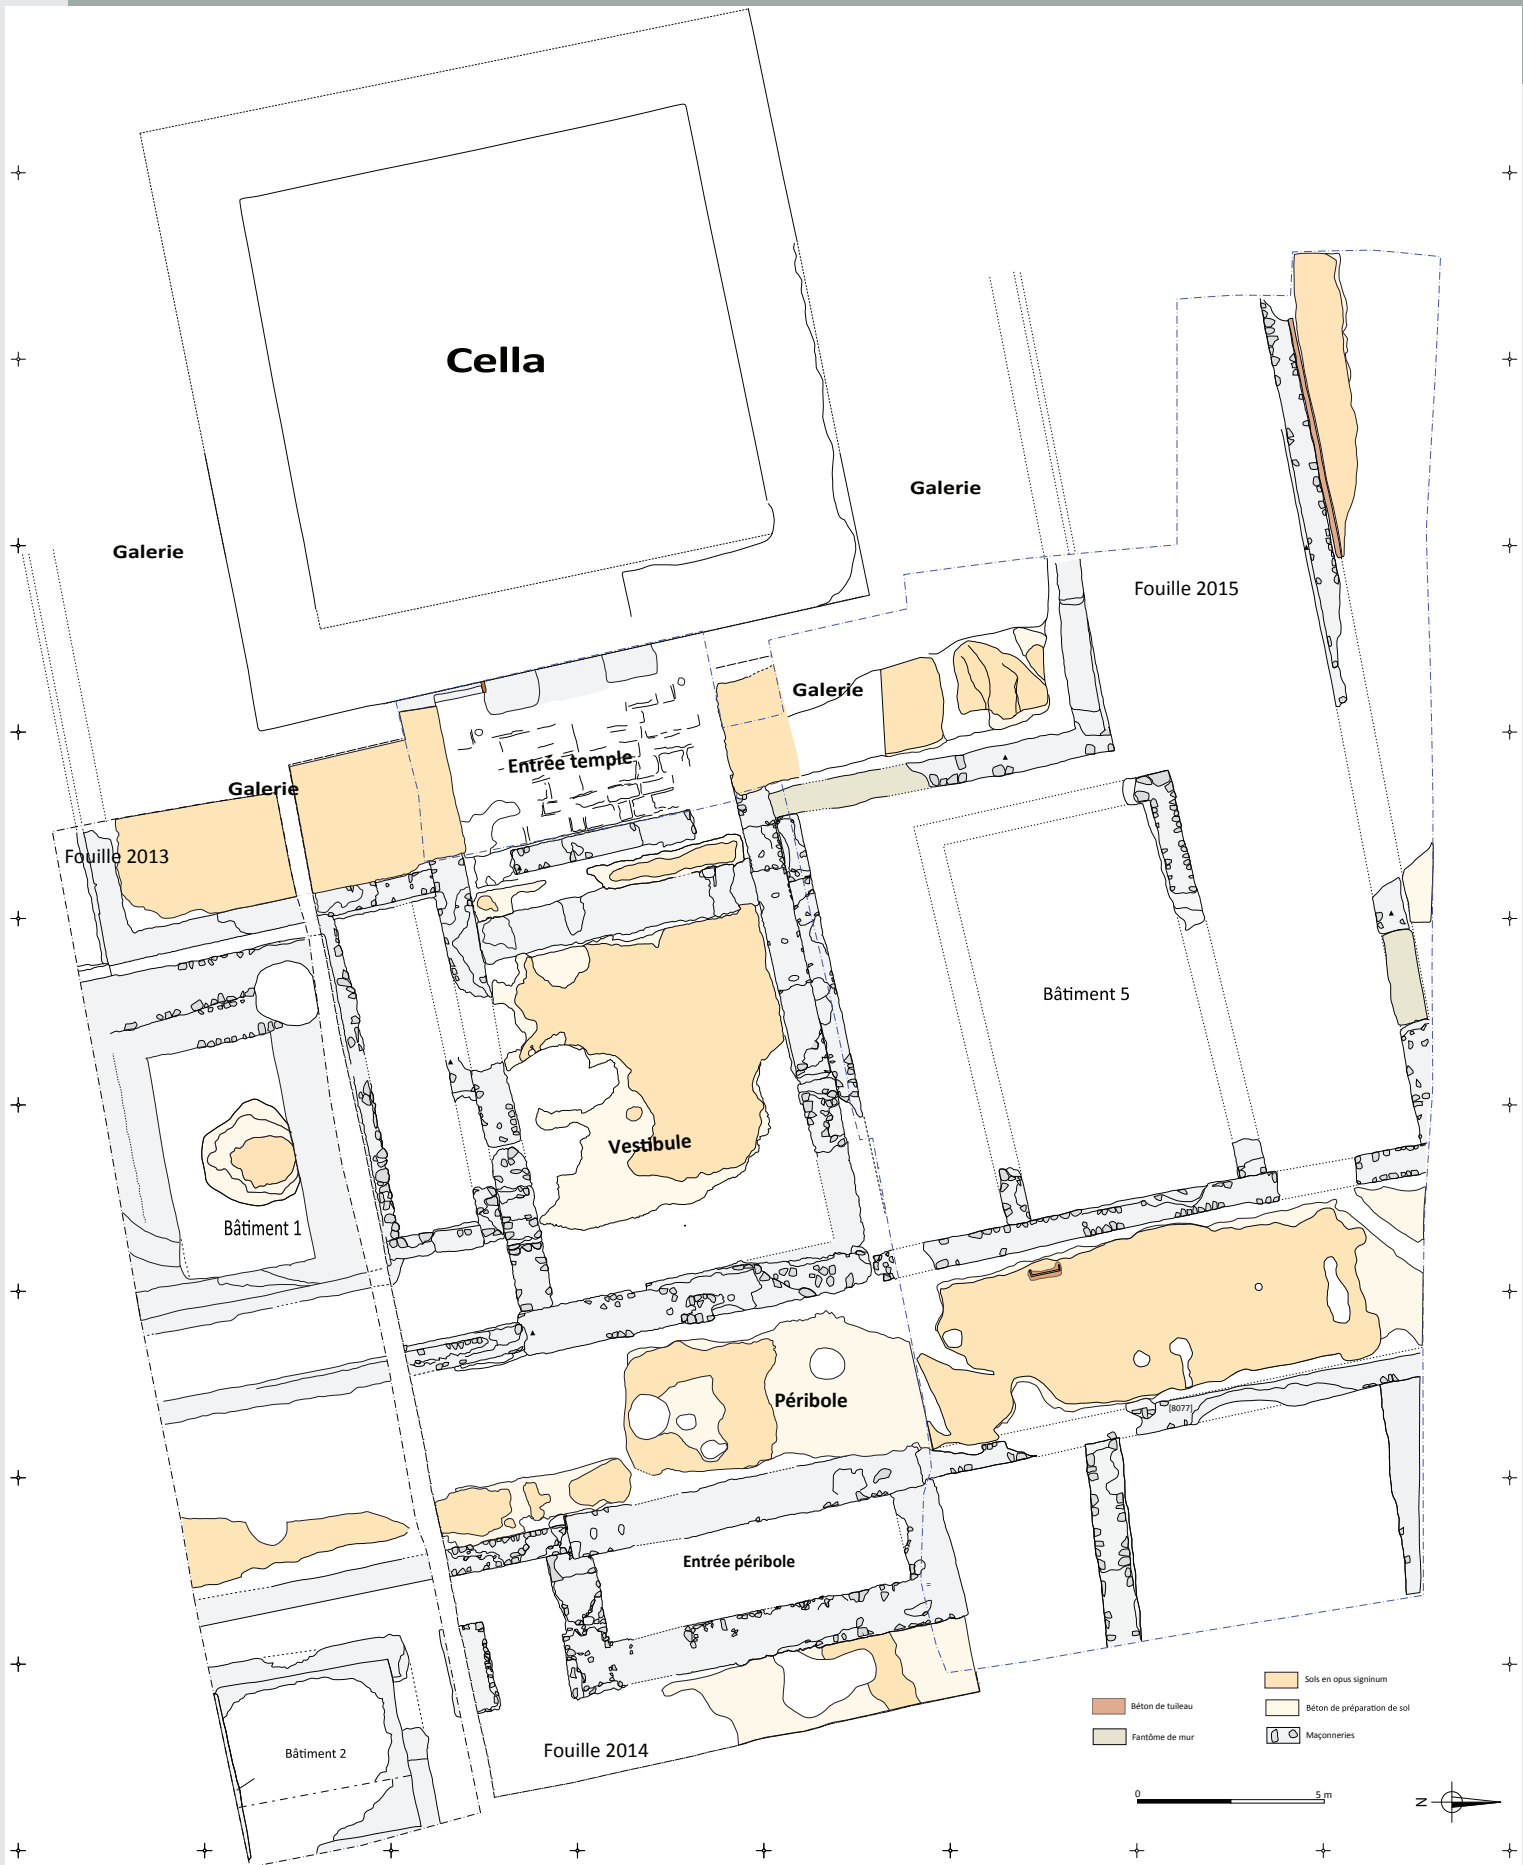 Cella
Galerie
Galerie
Fouille 2015
Galerie
Entrée temple
Galerie
Fouille 2013
Bâtiment 5
Vestibule
Bâtiment 1
Péribole
[8077]
Entrée péribole
Fouille 2014
Bâtiment 2
Sols en opus signinum
Béton de tuileau
Béton de préparation de sol
Fantôme de mur
Maçonneries
0 5 m
N